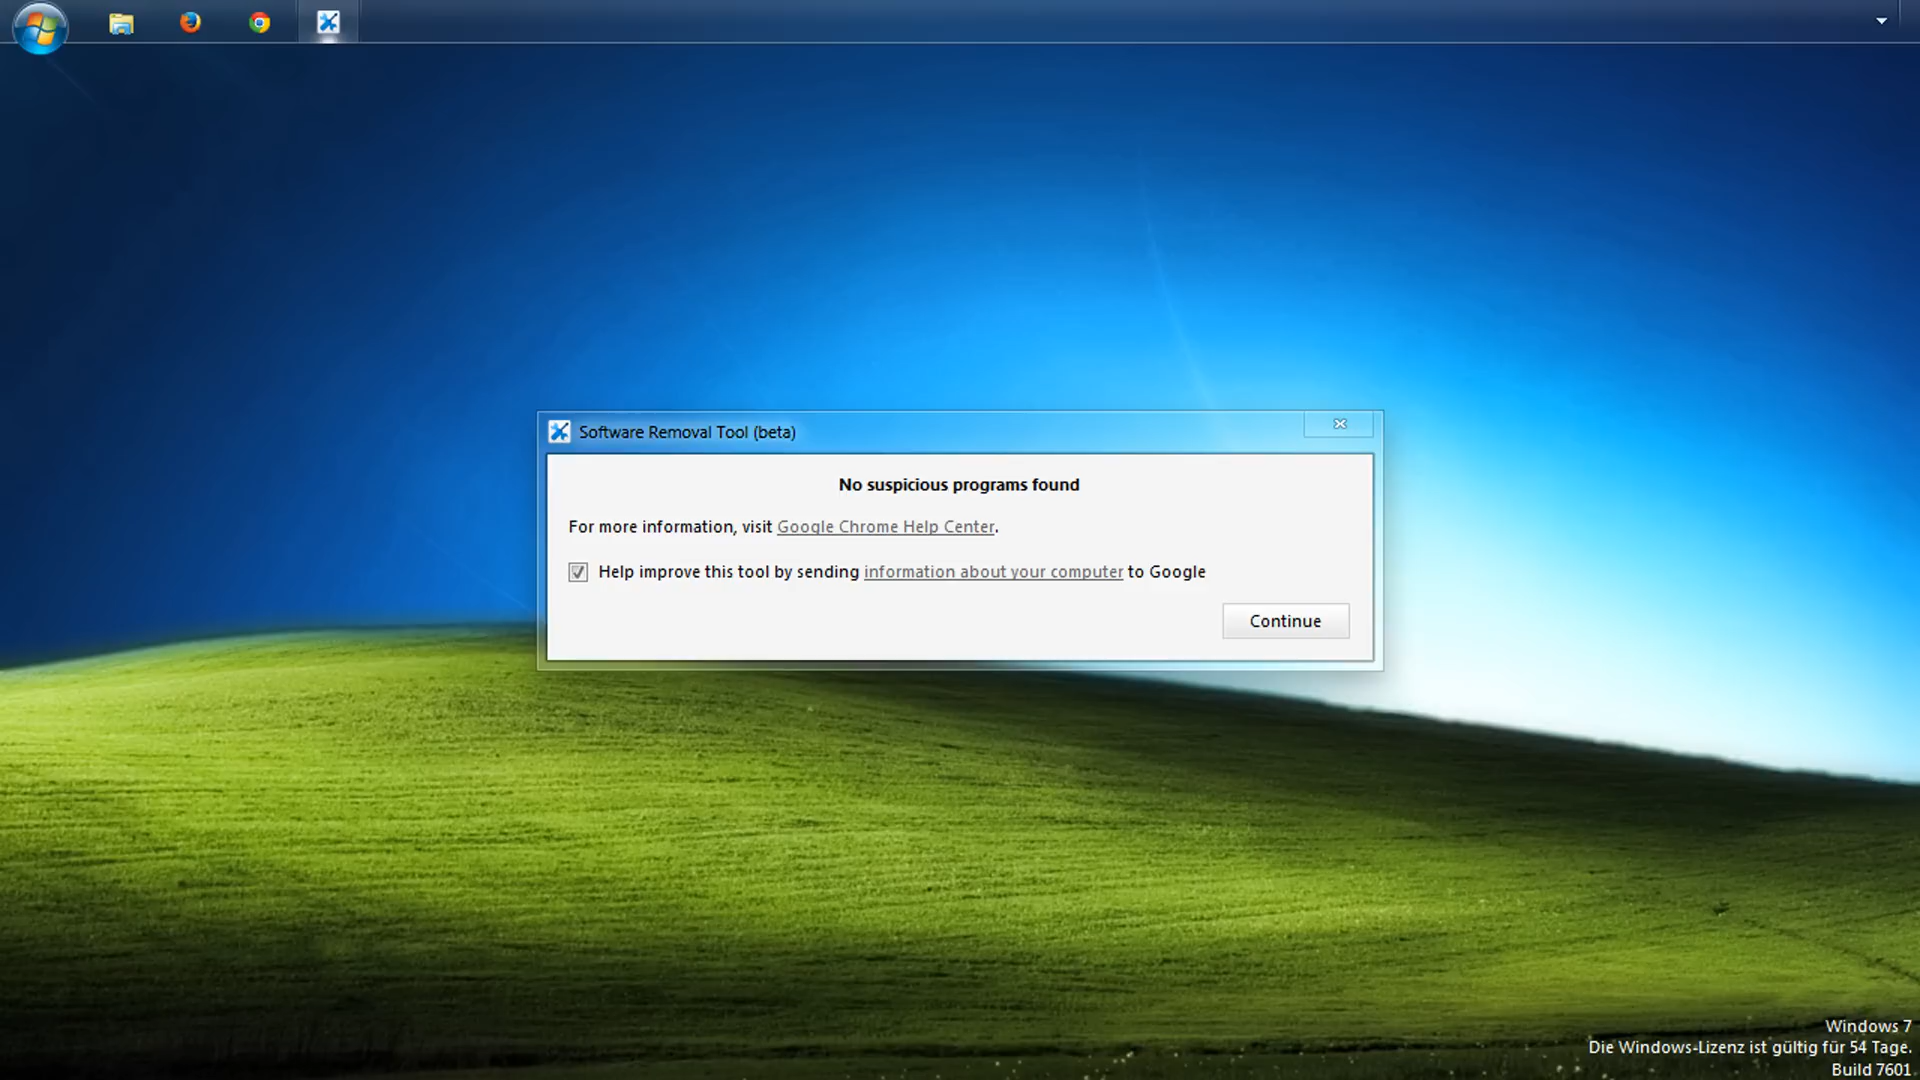 Software Removal Tool (beta)
No suspicious programs found
For more information, visit Google Chrome Help Center.
Help improve this tool by sending information about your computer to Google
Continue
Windows 7
Die Windows-Lizenz ist gültig für 54 Tage.
Build 7601